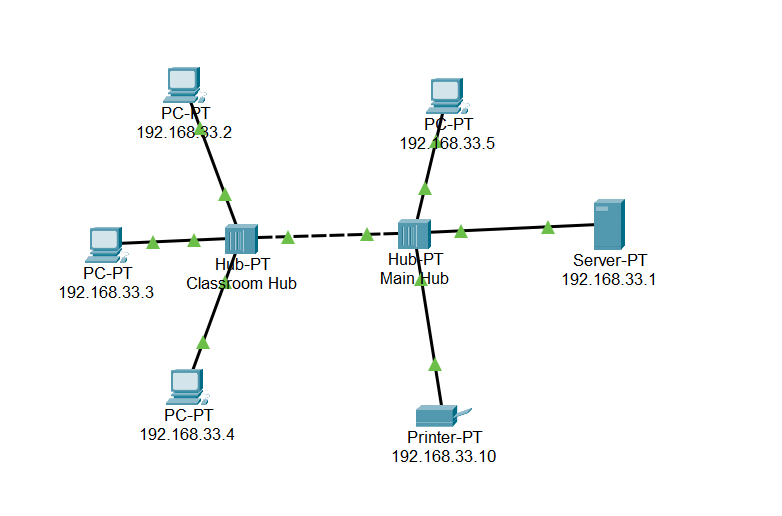 PC-PT
192.168.33.2
PC-PT
192.168.33.5
PC-PT
192.168.33.3
Hub-PT
Classroom Hub
Hub-PT
Main Hub
Server-PT
192.168.33.1
PC-PT
192.168.33.4
Printer-PT
192.168.33.10